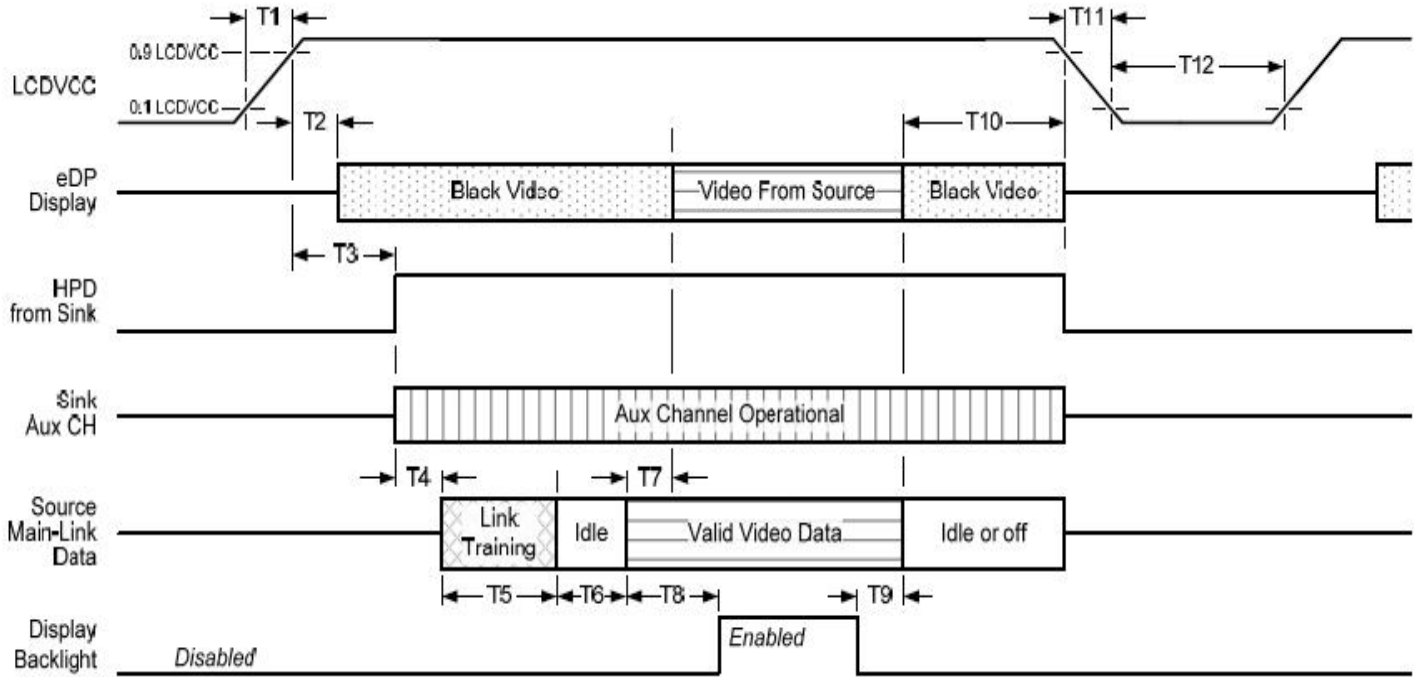 T1
T11
0.9 LCDVCC
LCDVCC
T12
0.1 LCDVCC
T2
T10
eDP
Display
Black Video
Video From Source
Black Video
T3
HPD
from Sink
Sink
Aux CH
Aux Channel Operational
T4
T7
Source
Main-Link
Data
Link
Training
Idle
Valid Video Data
Idle or off
T5
T6
T8
T9
Display
Backlight
Disabled
Enabled